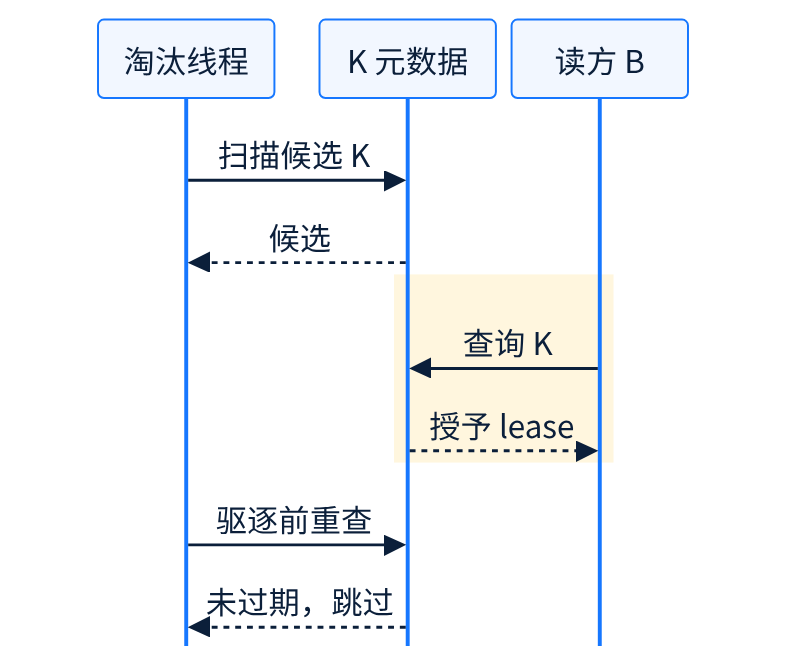 淘汰线程
K 元数据
读方 B
扫描候选 K
候选
查询 K
授予 lease
驱逐前重查
未过期，跳过